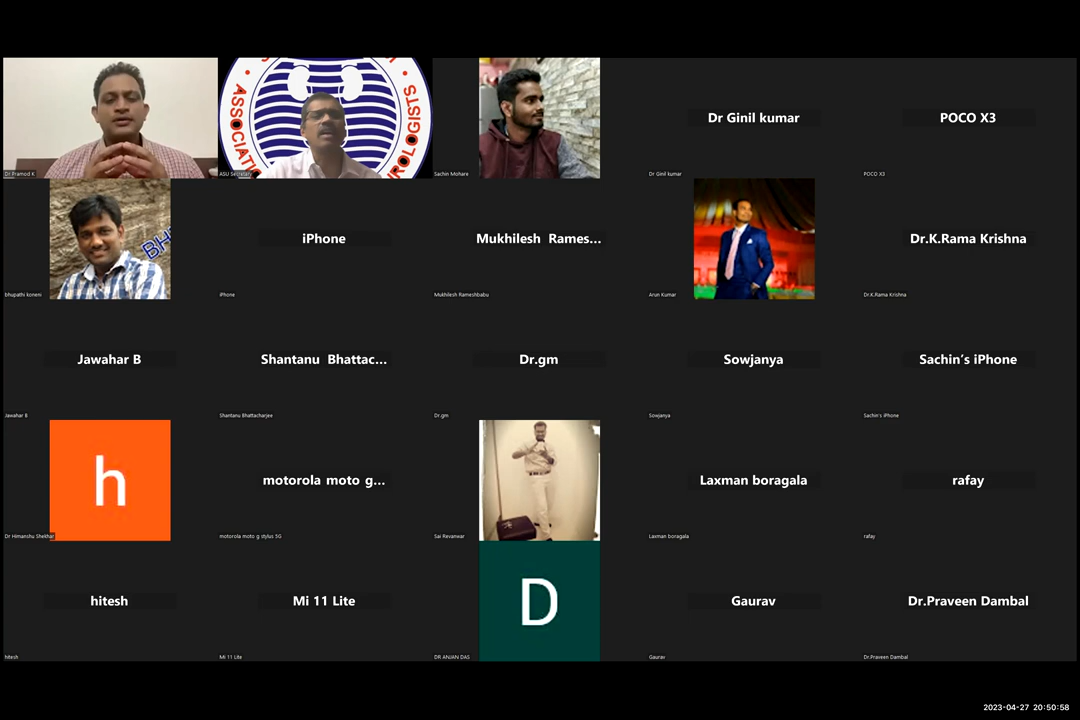 ASSOCIATI
ROLOGISTS
Dr Pramod K
ASU Secretary
Sachin Mohare
Dr Ginil kumar
Dr Ginil kumar
POCO X3
POCO X3
BH
bhupathi koneni
iPhone
iPhone
Mukhilesh Rames...
Mukhilesh Rameshbabu
Arun Kumar
Dr.K.Rama Krishna
Dr.K.Rama Krishna
Jawahar B
Jawahar B
Shantanu Bhattac...
Shantanu Bhattacharjee
Dr.gm
Dr.gm
Sowjanya
Sowjanya
Sachin's iPhone
Sachin's iPhone
h
Dr Himanshu Shekhar
motorola moto g...
motorola moto g stylus 5G
Sai Revanwar
Laxman boragala
Laxman boragala
rafay
rafay
hitesh
hitesh
Mi 11 Lite
Mi 11 Lite
D
DR ANJAN DAS
Gaurav
Gaurav
Dr.Praveen Dambal
Dr.Praveen Dambal
2023-04-27 20:50:58